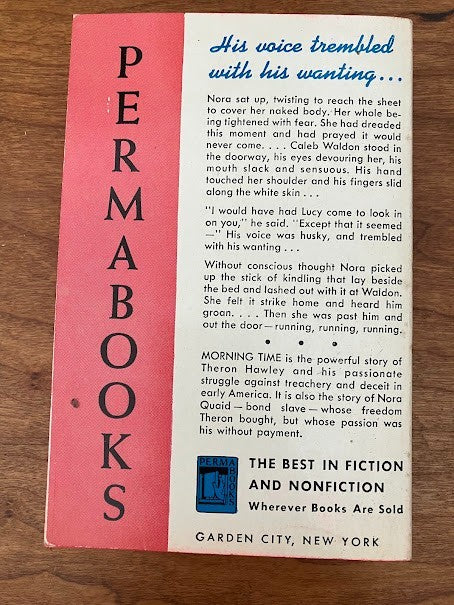 PERMABOOKS
His voice trembled
with his wanting...
Nora sat up, twisting to reach the sheet
to cover her naked body. Her whole be-
ing tightened with fear. She had dreaded
this moment and had prayed it would
never come. . . . Caleb Waldon stood in
the doorway, his eyes devouring her, his
mouth slack and sensuous. His hand
touched her shoulder and his fingers slid
along the white skin . . .
"I would have had Lucy come to look in
on you," he said. "Except that it seemed
—" His voice was husky, and trembled
with his wanting . . .
Without conscious thought Nora picked
up the stick of kindling that lay beside
the bed and lashed out with it at Waldon.
She felt it strike home and heard him
groan. . . . Then she was past him and
out the door—running, running, running.
• • •
MORNING TIME is the powerful story of
Theron Hawley and his passionate
struggle against treachery and deceit in
early America. It is also the story of Nora
Quaid—bond slave—whose freedom
Theron bought, but whose passion was
his without payment.
PERMA
BOOKS
THE BEST IN FICTION
AND NONFICTION
Wherever Books Are Sold
GARDEN CITY, NEW YORK